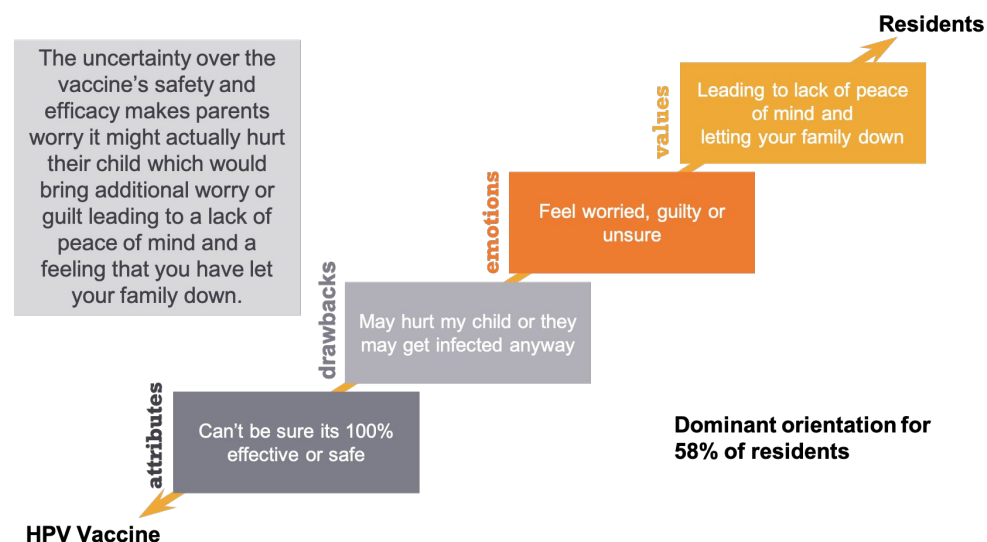 Residents
The uncertainty over the
vaccine's safety and
efficacy makes parents
worry it might actually hurt
their child which would
bring additional worry or
guilt leading to a lack of
peace of mind and a
feeling that you have let
your family down.
values
Leading to lack of peace
of mind and
letting your family down
emotions
Feel worried, guilty or
unsure
drawbacks
May hurt my child or they
may get infected anyway
attributes
Can't be sure its 100%
effective or safe
Dominant orientation for
58% of residents
HPV Vaccine